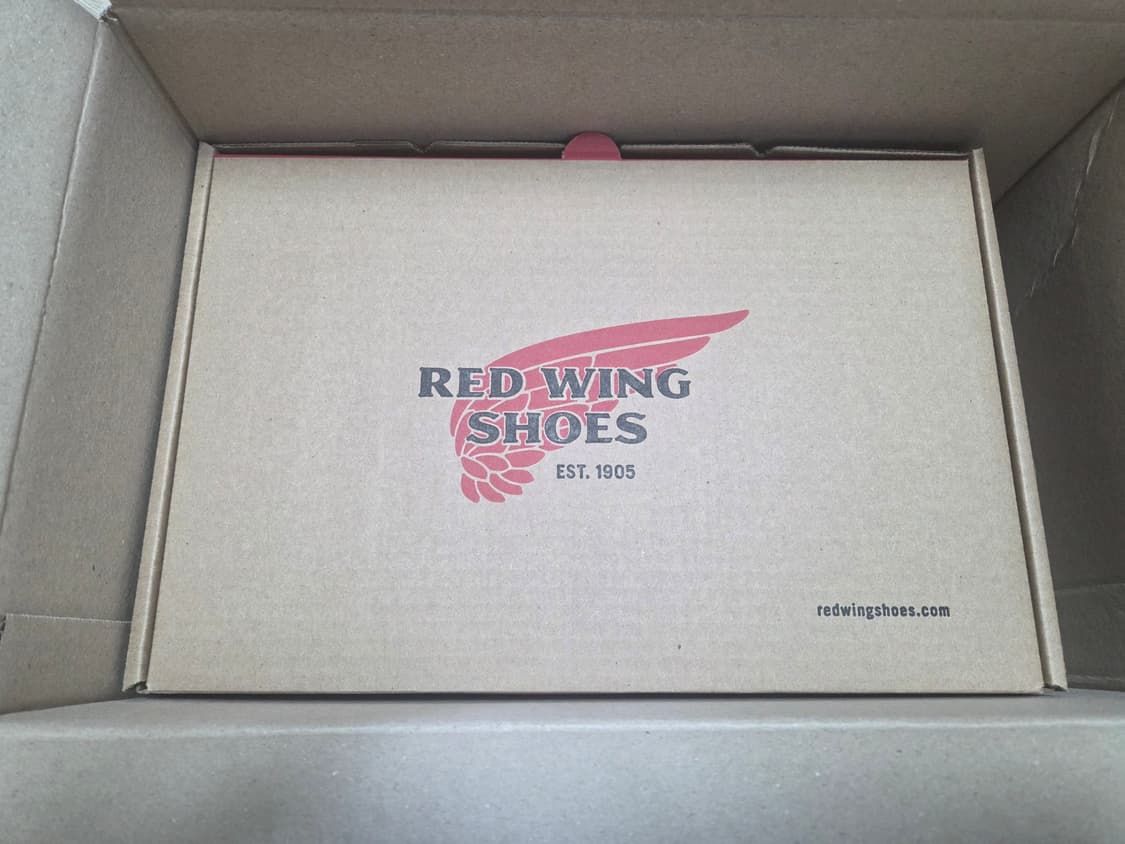 RED WING
SHOES
EST. 1905
redwingshoes.com